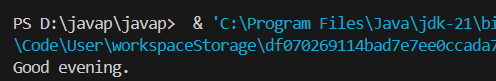 PS D:\javap\javap>  & 'C:\Program Files\Java\jdk-21\bi
\Code\User\workspaceStorage\df070269114bad7e7ee0ccada7
Good evening.